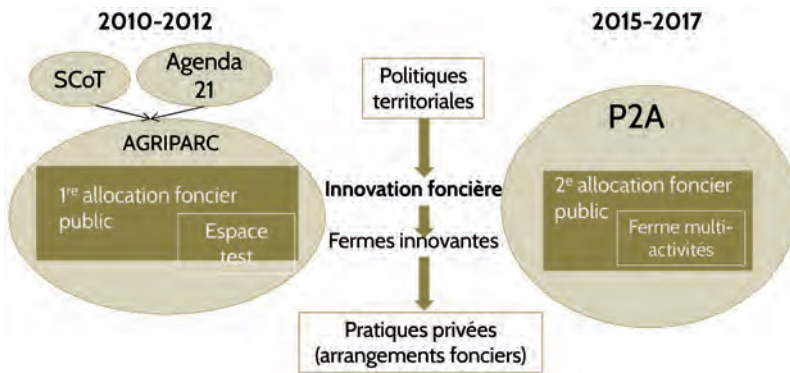 2010-2012
SCoT
Agenda
21
AGRIPARC
1re allocation foncier
public
Espace
test
Politiques
territoriales
Innovation foncière
Fermes innovantes
Pratiques privées
(arrangements fonciers)
2015-2017
P2A
2e allocation foncier
public
Ferme multi-
activités